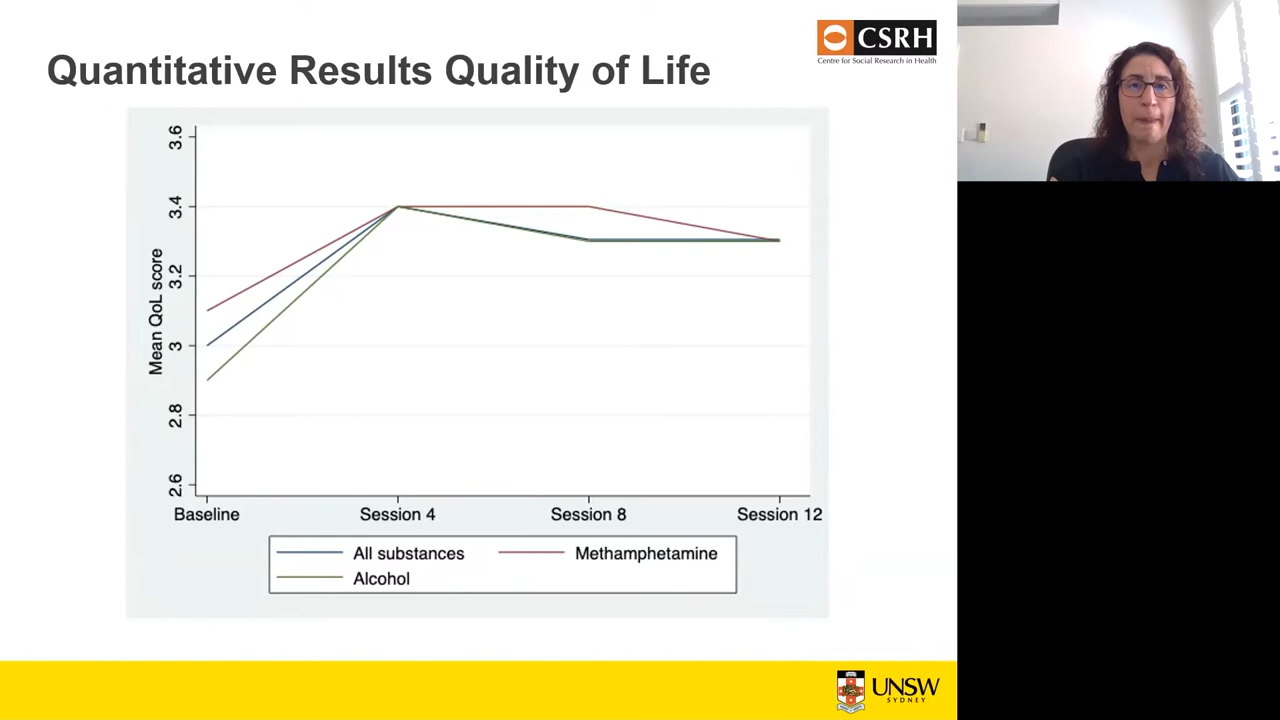 Quantitative Results Quality of Life
CSRH
Centre for Social Research in Health
Mean QoL score
3.6
3.4
3.2
3
2.8
2.6
Baseline
Session 4
Session 8
Session 12
All substances
Methamphetamine
Alcohol
UNSW
SYDNEY